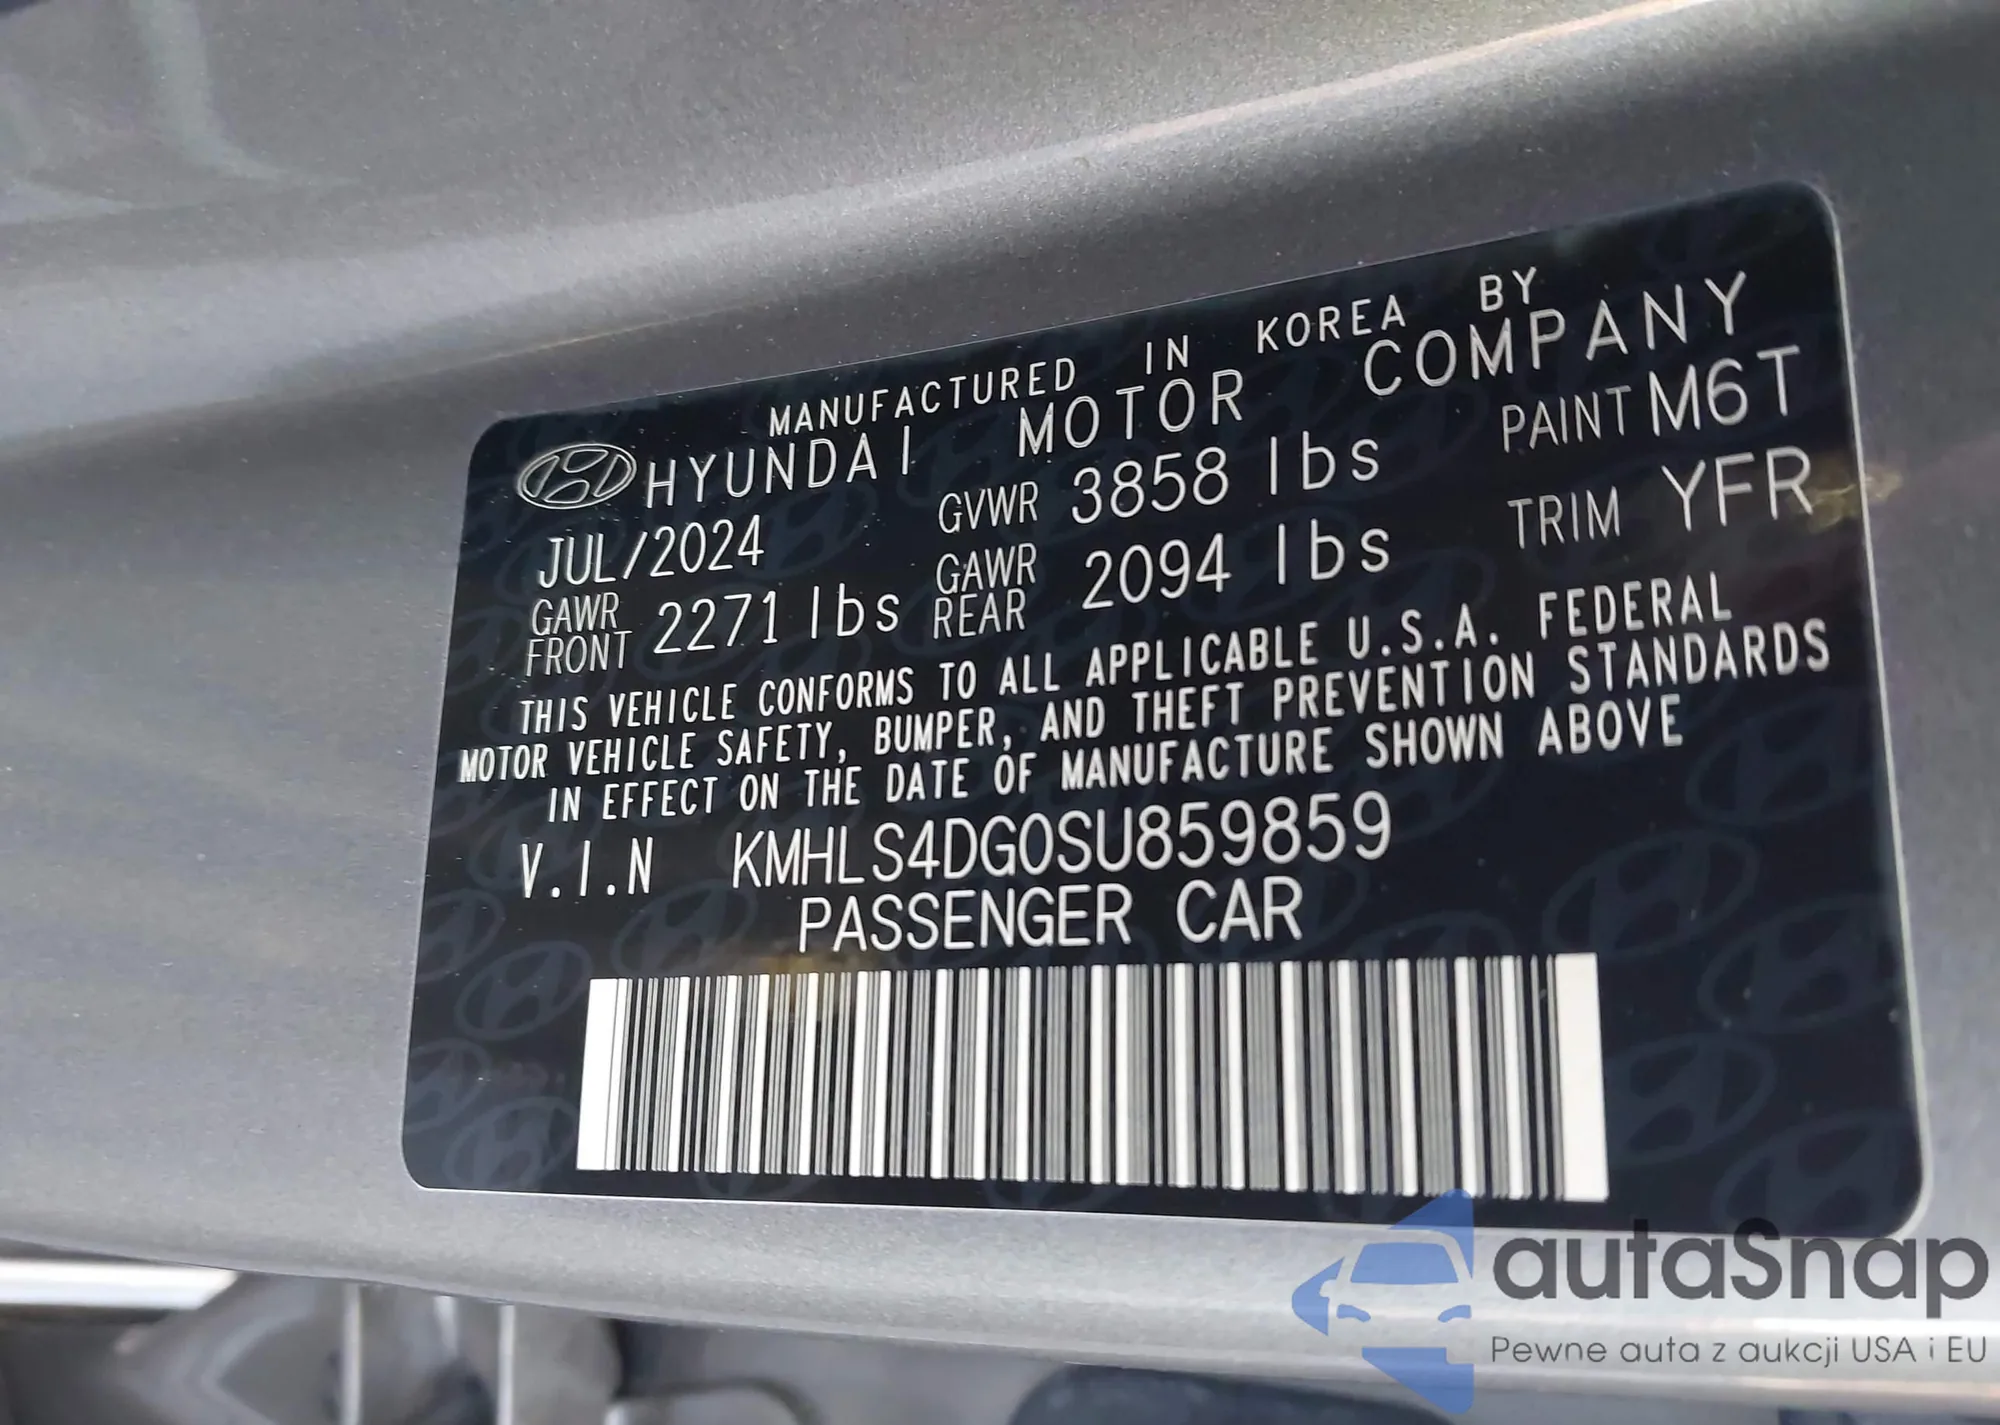 MANUFACTURED IN KOREA BY
HYUNDAI MOTOR COMPANY
JUL/2024 GVWR 3858 lbs PAINT M6T
GAWR FRONT 2271 lbs GAWR REAR 2094 lbs TRIM YFR
THIS VEHICLE CONFORMS TO ALL APPLICABLE U.S.A. FEDERAL
MOTOR VEHICLE SAFETY, BUMPER, AND THEFT PREVENTION STANDARDS
IN EFFECT ON THE DATE OF MANUFACTURE SHOWN ABOVE
V.I.N KMHLS4DG0SU859859
PASSENGER CAR
autaSnap
Pewne auta z aukcji USA i EU